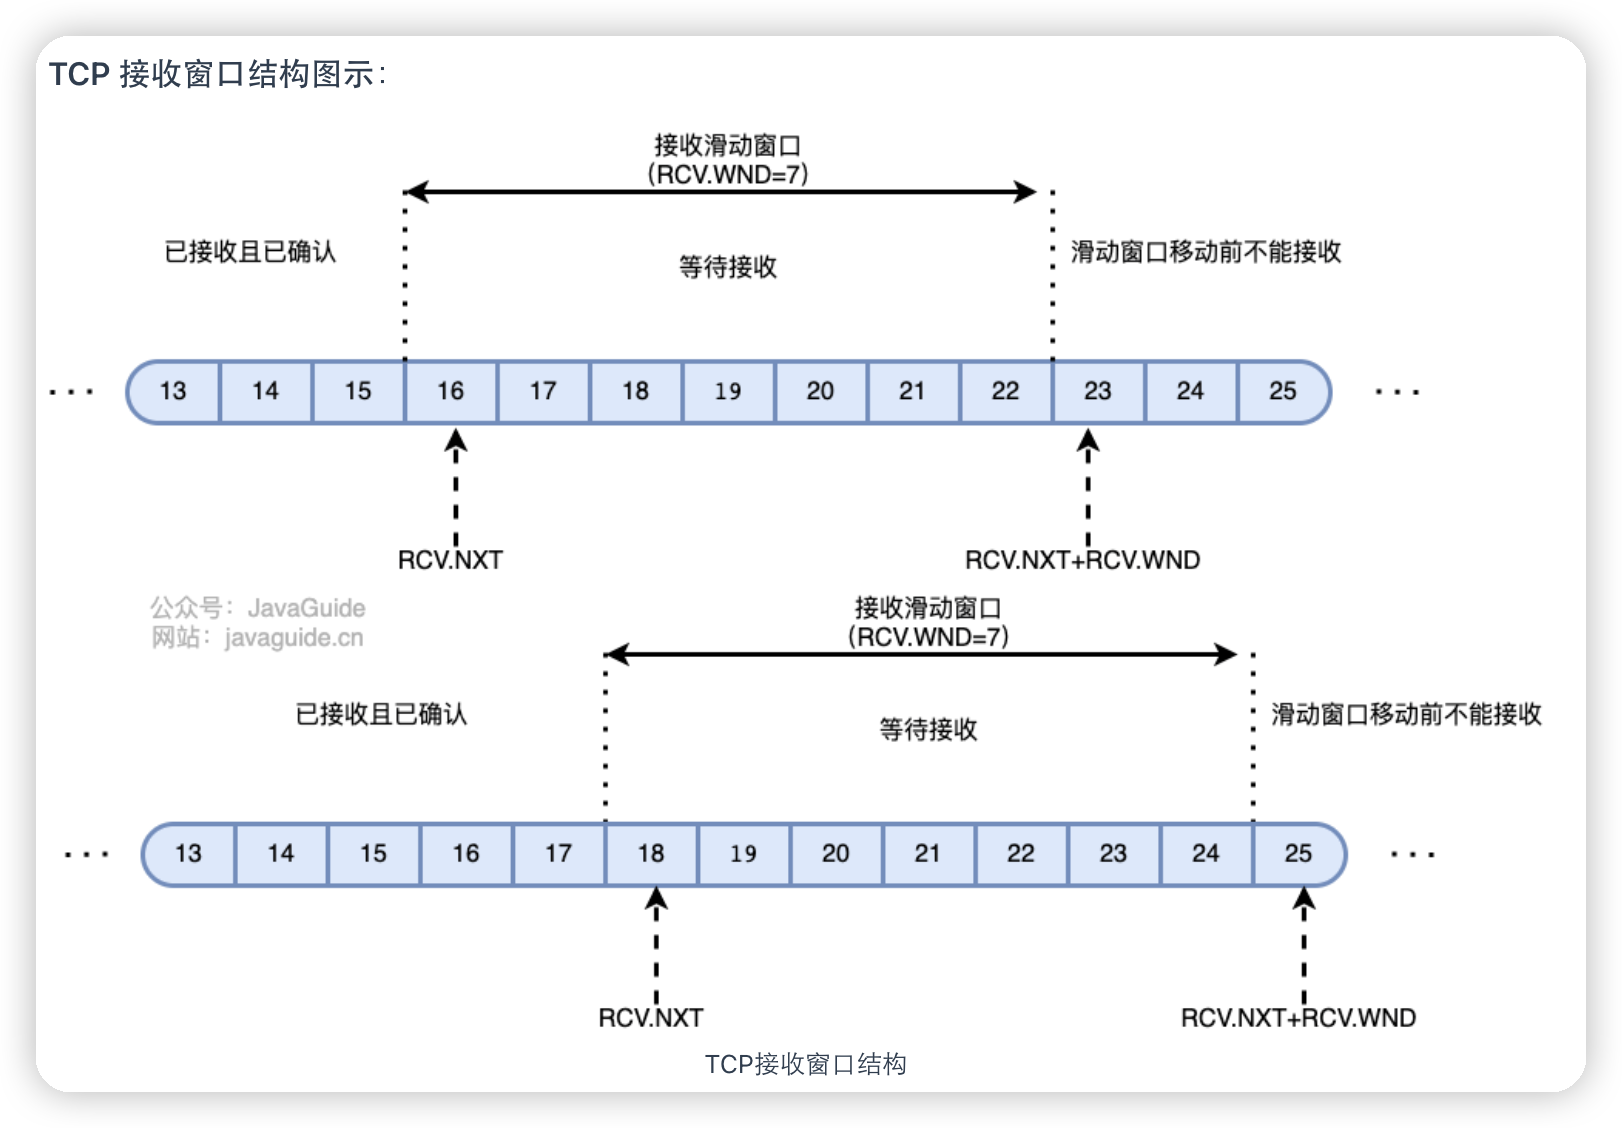 TCP 接收窗口结构图示：
接收滑动窗口
（RCV.WND=7）
已接收且已确认
等待接收
滑动窗口移动前不能接收
··· 13 14 15 16 17 18 19 20 21 22 23 24 25 ···
RCV.NXT
RCV.NXT+RCV.WND
公众号：JavaGuide
网站：javaguide.cn
接收滑动窗口
（RCV.WND=7）
已接收且已确认
等待接收
滑动窗口移动前不能接收
··· 13 14 15 16 17 18 19 20 21 22 23 24 25 ···
RCV.NXT
RCV.NXT+RCV.WND
TCP接收窗口结构